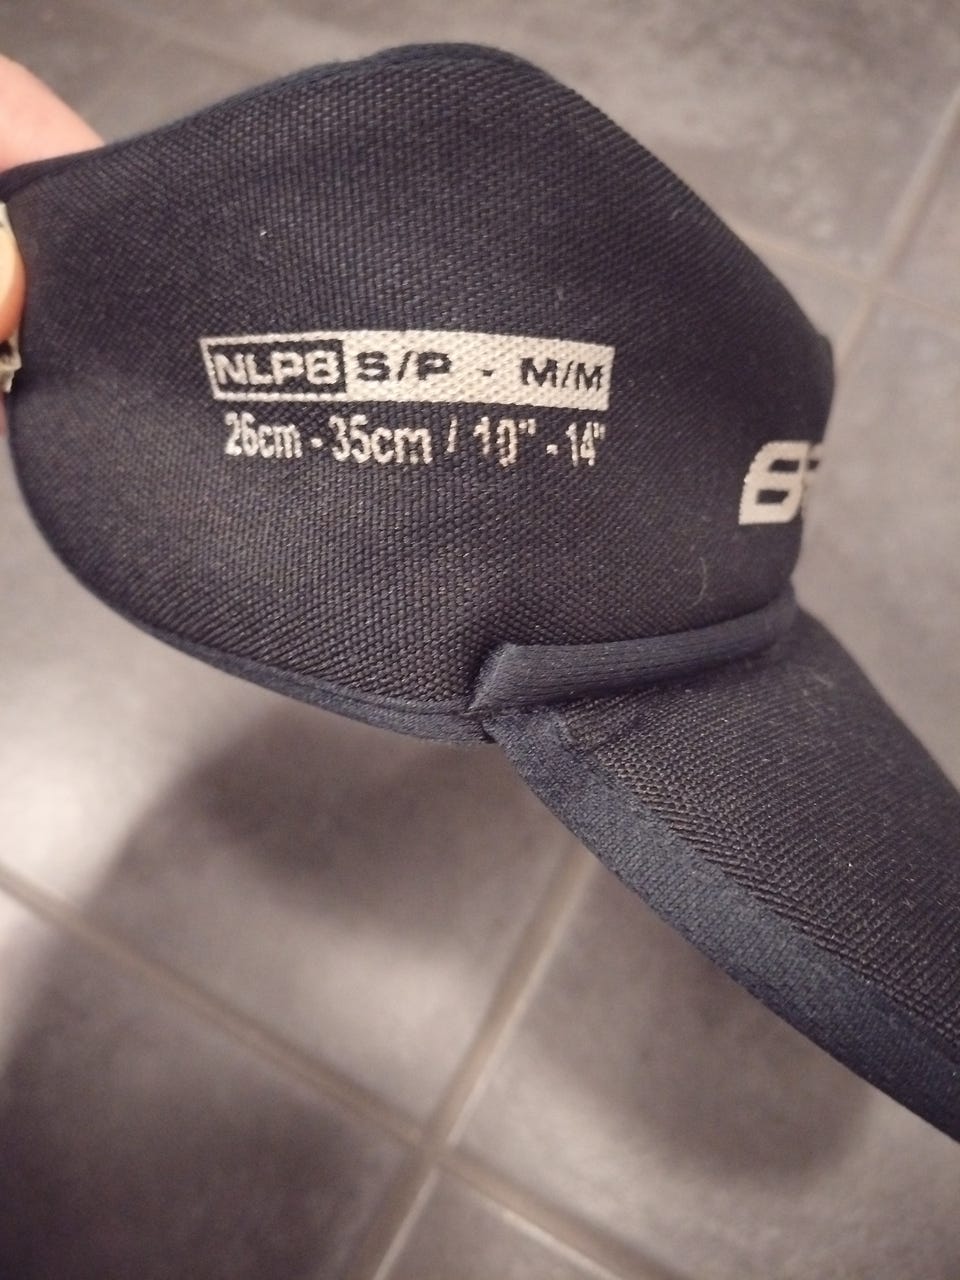 NLP8 S/P - M/M
26cm - 35cm / 10" - 14"